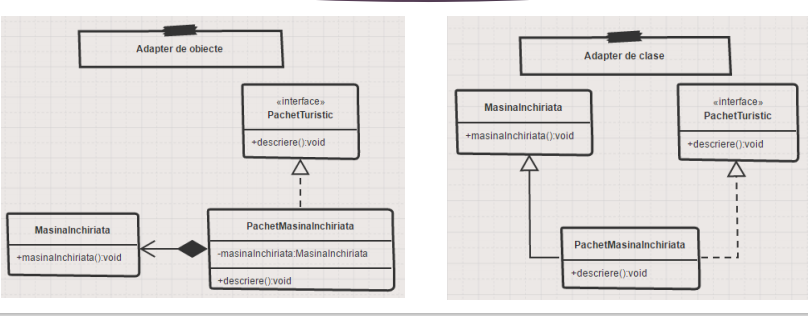 Adapter de obiecte
«interface»
PachetTuristic
+descriere():void
MasinaInchiriata
+masinaInchiriata():void
PachetMasinaInchiriata
-masinaInchiriata:MasinaInchiriata
+descriere():void
Adapter de clase
MasinaInchiriata
+masinaInchiriata():void
«interface»
PachetTuristic
+descriere():void
PachetMasinaInchiriata
+descriere():void